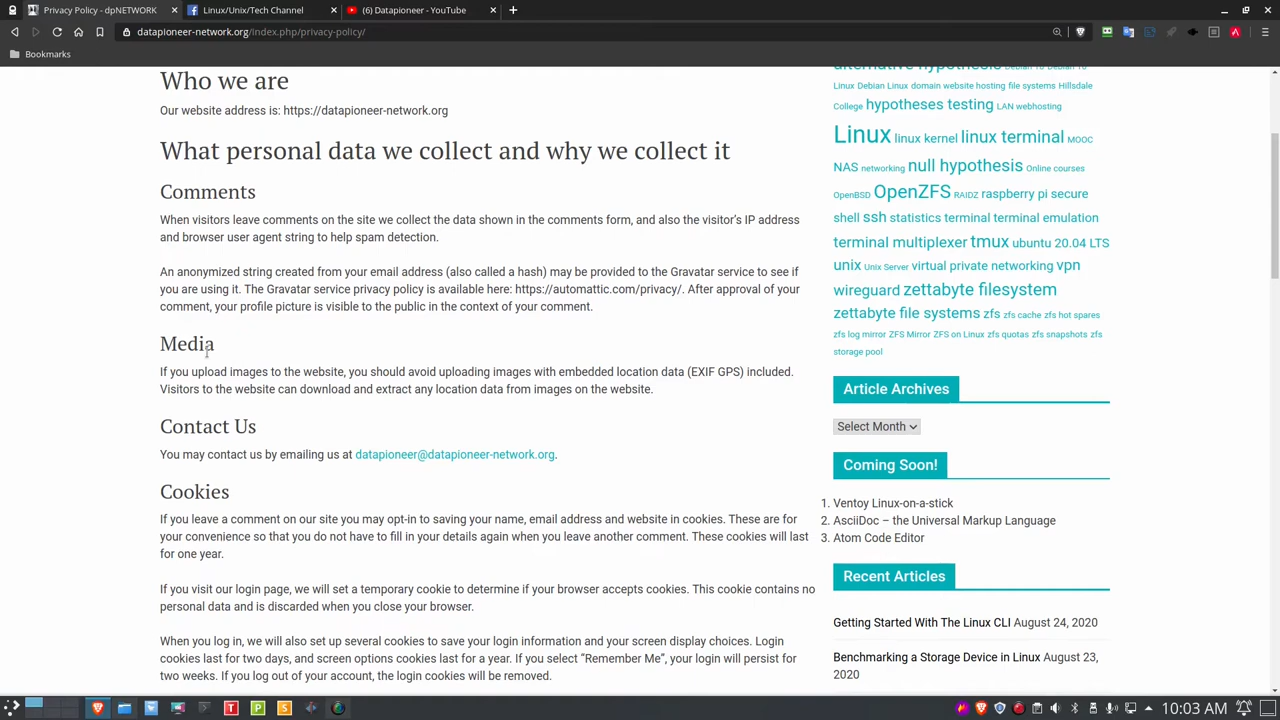 Privacy Policy - dpNETWORK
Linux/Unix/Tech Channel
(6) Datapioneer - YouTube
datapioneer-network.org/index.php/privacy-policy/
Bookmarks
Who we are
Our website address is: https://datapioneer-network.org
What personal data we collect and why we collect it
Comments
When visitors leave comments on the site we collect the data shown in the comments form, and also the visitor's IP address
and browser user agent string to help spam detection.
An anonymized string created from your email address (also called a hash) may be provided to the Gravatar service to see if
you are using it. The Gravatar service privacy policy is available here: https://automattic.com/privacy/. After approval of your
comment, your profile picture is visible to the public in the context of your comment.
Media
If you upload images to the website, you should avoid uploading images with embedded location data (EXIF GPS) included.
Visitors to the website can download and extract any location data from images on the website.
Contact Us
You may contact us by emailing us at datapioneer@datapioneer-network.org.
Cookies
If you leave a comment on our site you may opt-in to saving your name, email address and website in cookies. These are for
your convenience so that you do not have to fill in your details again when you leave another comment. These cookies will last
for one year.
If you visit our login page, we will set a temporary cookie to determine if your browser accepts cookies. This cookie contains no
personal data and is discarded when you close your browser.
When you log in, we will also set up several cookies to save your login information and your screen display choices. Login
cookies last for two days, and screen options cookies last for a year. If you select “Remember Me”, your login will persist for
two weeks. If you log out of your account, the login cookies will be removed.
alternative hypothesis Debian 10 Debian 10
Linux Debian Linux domain website hosting file systems Hillsdale
College hypotheses testing LAN webhosting
Linux linux kernel linux terminal MOOC
NAS networking null hypothesis Online courses
OpenBSD OpenZFS RAIDZ raspberry pi secure
shell ssh statistics terminal terminal emulation
terminal multiplexer tmux ubuntu 20.04 LTS
unix Unix Server virtual private networking vpn
wireguard zettabyte filesystem
zettabyte file systems zfs zfs cache zfs hot spares
zfs log mirror ZFS Mirror ZFS on Linux zfs quotas zfs snapshots zfs
storage pool
Article Archives
Select Month
Coming Soon!
1. Ventoy Linux-on-a-stick
2. AsciiDoc – the Universal Markup Language
3. Atom Code Editor
Recent Articles
Getting Started With The Linux CLI August 24, 2020
Benchmarking a Storage Device in Linux August 23,
2020
T P S
10:03 AM